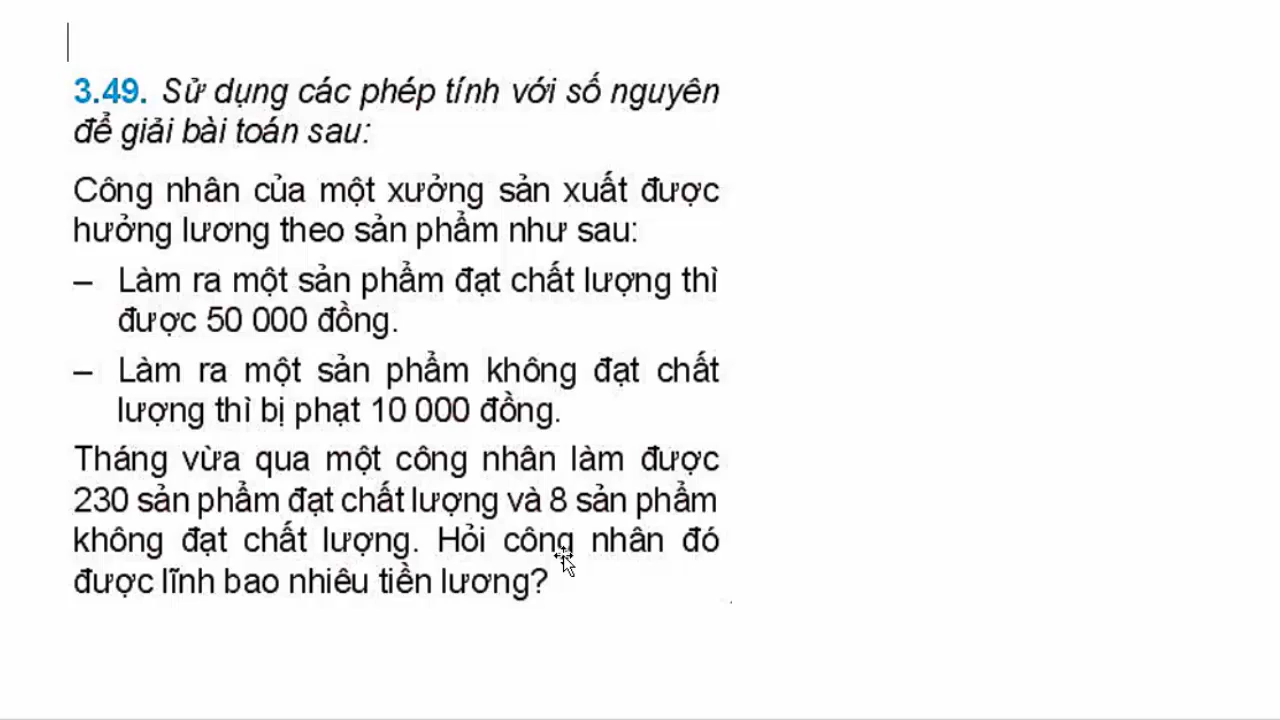 3.49. Sử dụng các phép tính với số nguyên
để giải bài toán sau:
Công nhân của một xưởng sản xuất được
hưởng lương theo sản phẩm như sau:
– Làm ra một sản phẩm đạt chất lượng thì
được 50 000 đồng.
– Làm ra một sản phẩm không đạt chất
lượng thì bị phạt 10 000 đồng.
Tháng vừa qua một công nhân làm được
230 sản phẩm đạt chất lượng và 8 sản phẩm
không đạt chất lượng. Hỏi công nhân đó
được lĩnh bao nhiêu tiền lương?